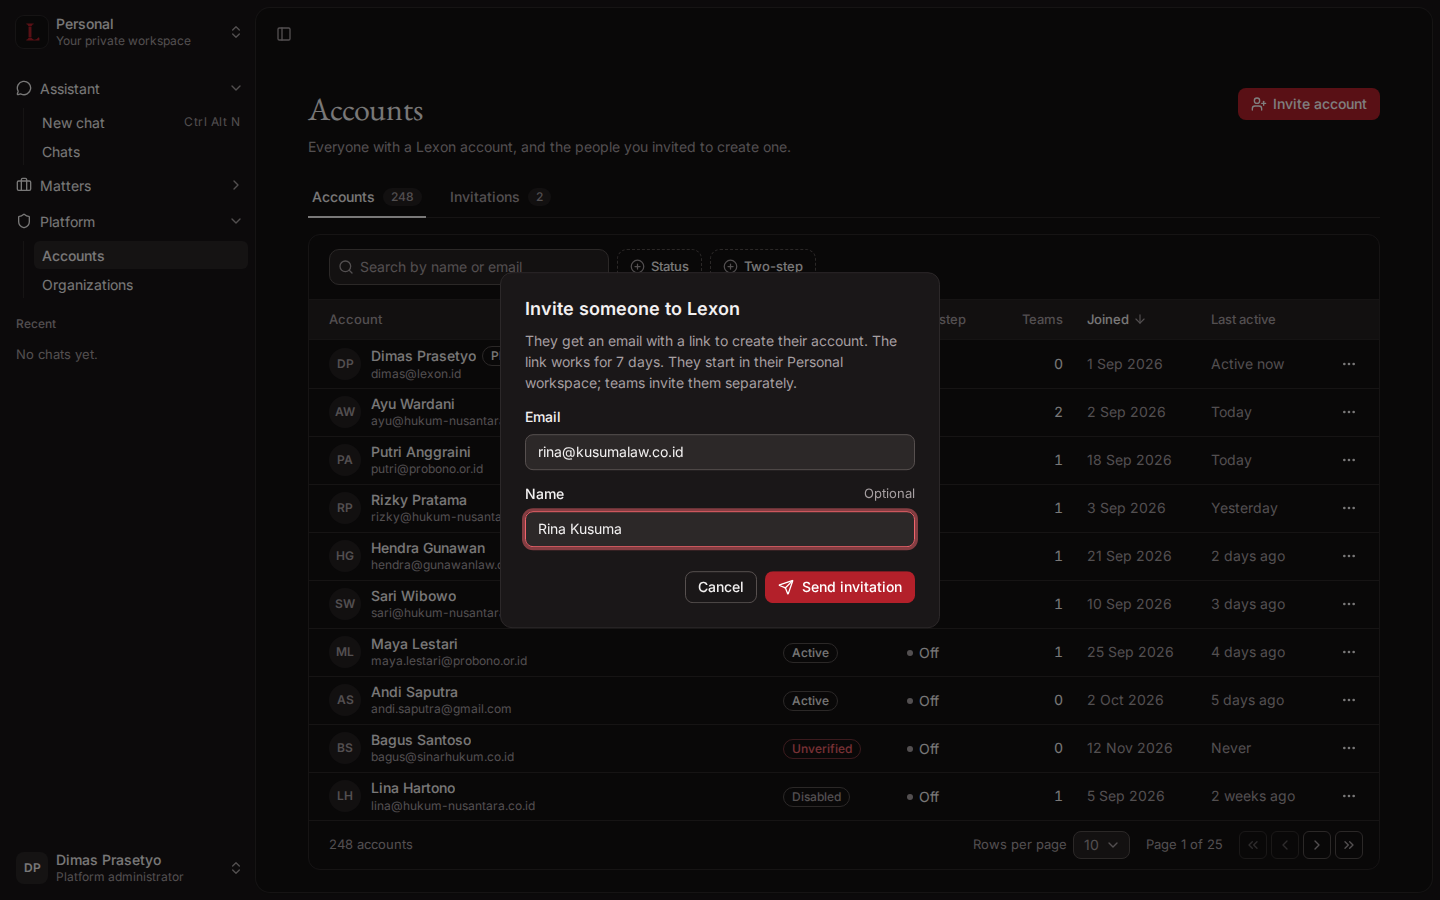 L
Personal
Your private workspace
Assistant
New chat Ctrl Alt N
Chats
Matters
Platform
Accounts
Organizations
Recent
No chats yet.
DP
Dimas Prasetyo
Platform administrator
Accounts
Invite account
Everyone with a Lexon account, and the people you invited to create one.
Accounts 248 Invitations 2
Search by name or email Status Two-step
Account step Teams Joined Last active
DP Dimas Prasetyo 0 1 Sep 2026 Active now
dimas@lexon.id
AW Ayu Wardani 2 2 Sep 2026 Today
PA Putri Anggraini 1 18 Sep 2026 Today
putri@probono.or.id
RP Rizky Pratama 1 3 Sep 2026 Yesterday
HG Hendra Gunawan 1 21 Sep 2026 2 days ago
SW Sari Wibowo 1 10 Sep 2026 3 days ago
ML Maya Lestari Active Off 1 25 Sep 2026 4 days ago
maya.lestari@probono.or.id
AS Andi Saputra Active Off 0 2 Oct 2026 5 days ago
andi.saputra@gmail.com
BS Bagus Santoso Unverified Off 0 12 Nov 2026 Never
bagus@sinarhukum.co.id
LH Lina Hartono Disabled Off 1 5 Sep 2026 2 weeks ago
lina@hukum-nusantara.co.id
248 accounts Rows per page 10 Page 1 of 25
Invite someone to Lexon
They get an email with a link to create their account. The
link works for 7 days. They start in their Personal
workspace; teams invite them separately.
Email
rina@kusumalaw.co.id
Name Optional
Rina Kusuma
Cancel Send invitation